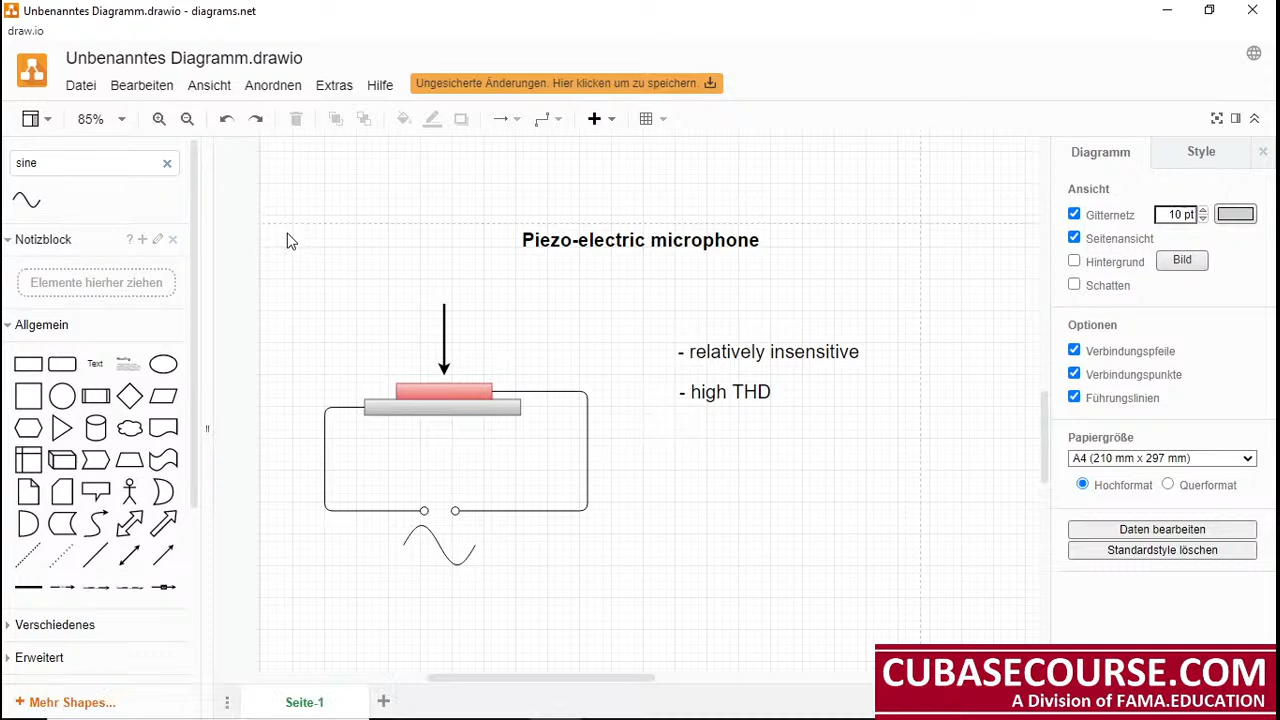 Unbenanntes Diagramm.drawio - diagrams.net
draw.io
Unbenanntes Diagramm.drawio
Datei Bearbeiten Ansicht Anordnen Extras Hilfe
Ungesicherte Änderungen. Hier klicken um zu speichern.
85%
sine
Notizblock
Elemente hierher ziehen
Allgemein
Text
Verschiedenes
Erweitert
+ Mehr Shapes...
Piezo-electric microphone
- relatively insensitive
- high THD
Seite-1
Diagramm Style
Ansicht
Gitternetz 10 pt
Seitenansicht
Hintergrund Bild
Schatten
Optionen
Verbindungspfeile
Verbindungspunkte
Führungslinien
Papiergröße
A4 (210 mm x 297 mm)
Hochformat Querformat
Daten bearbeiten
Standardstyle löschen
CUBASECOURSE.COM
A Division of FAMA.EDUCATION